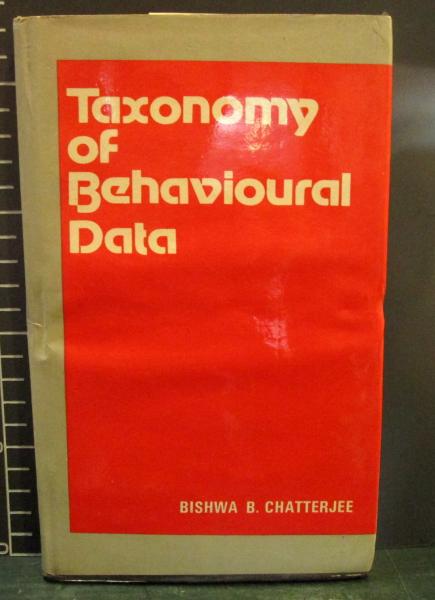 Taxonomy
of
Behavioural
Data
BISHWA B. CHATTERJEE